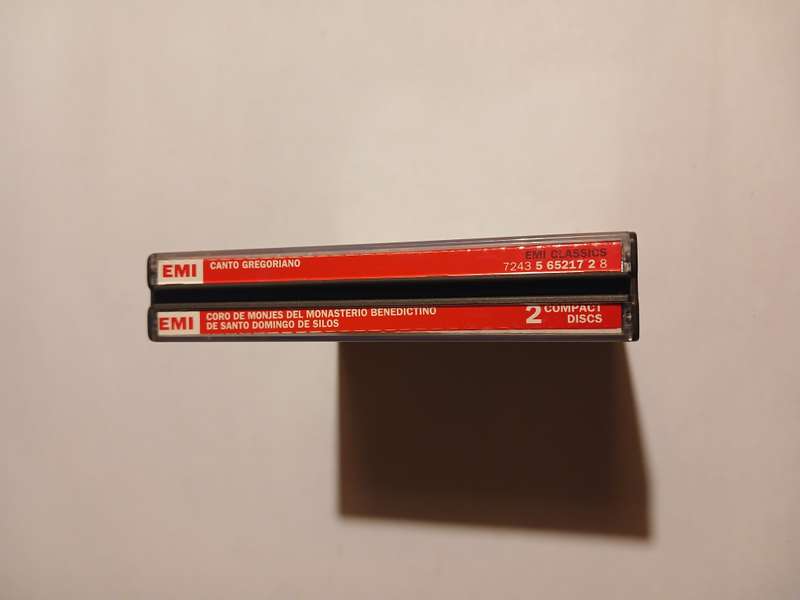 EMI
CANTO GREGORIANO
EMI CLASSICS
7243 5 65217 2 8
EMI
CORO DE MONJES DEL MONASTERIO BENEDICTINO
DE SANTO DOMINGO DE SILOS
2 COMPACT
DISCS